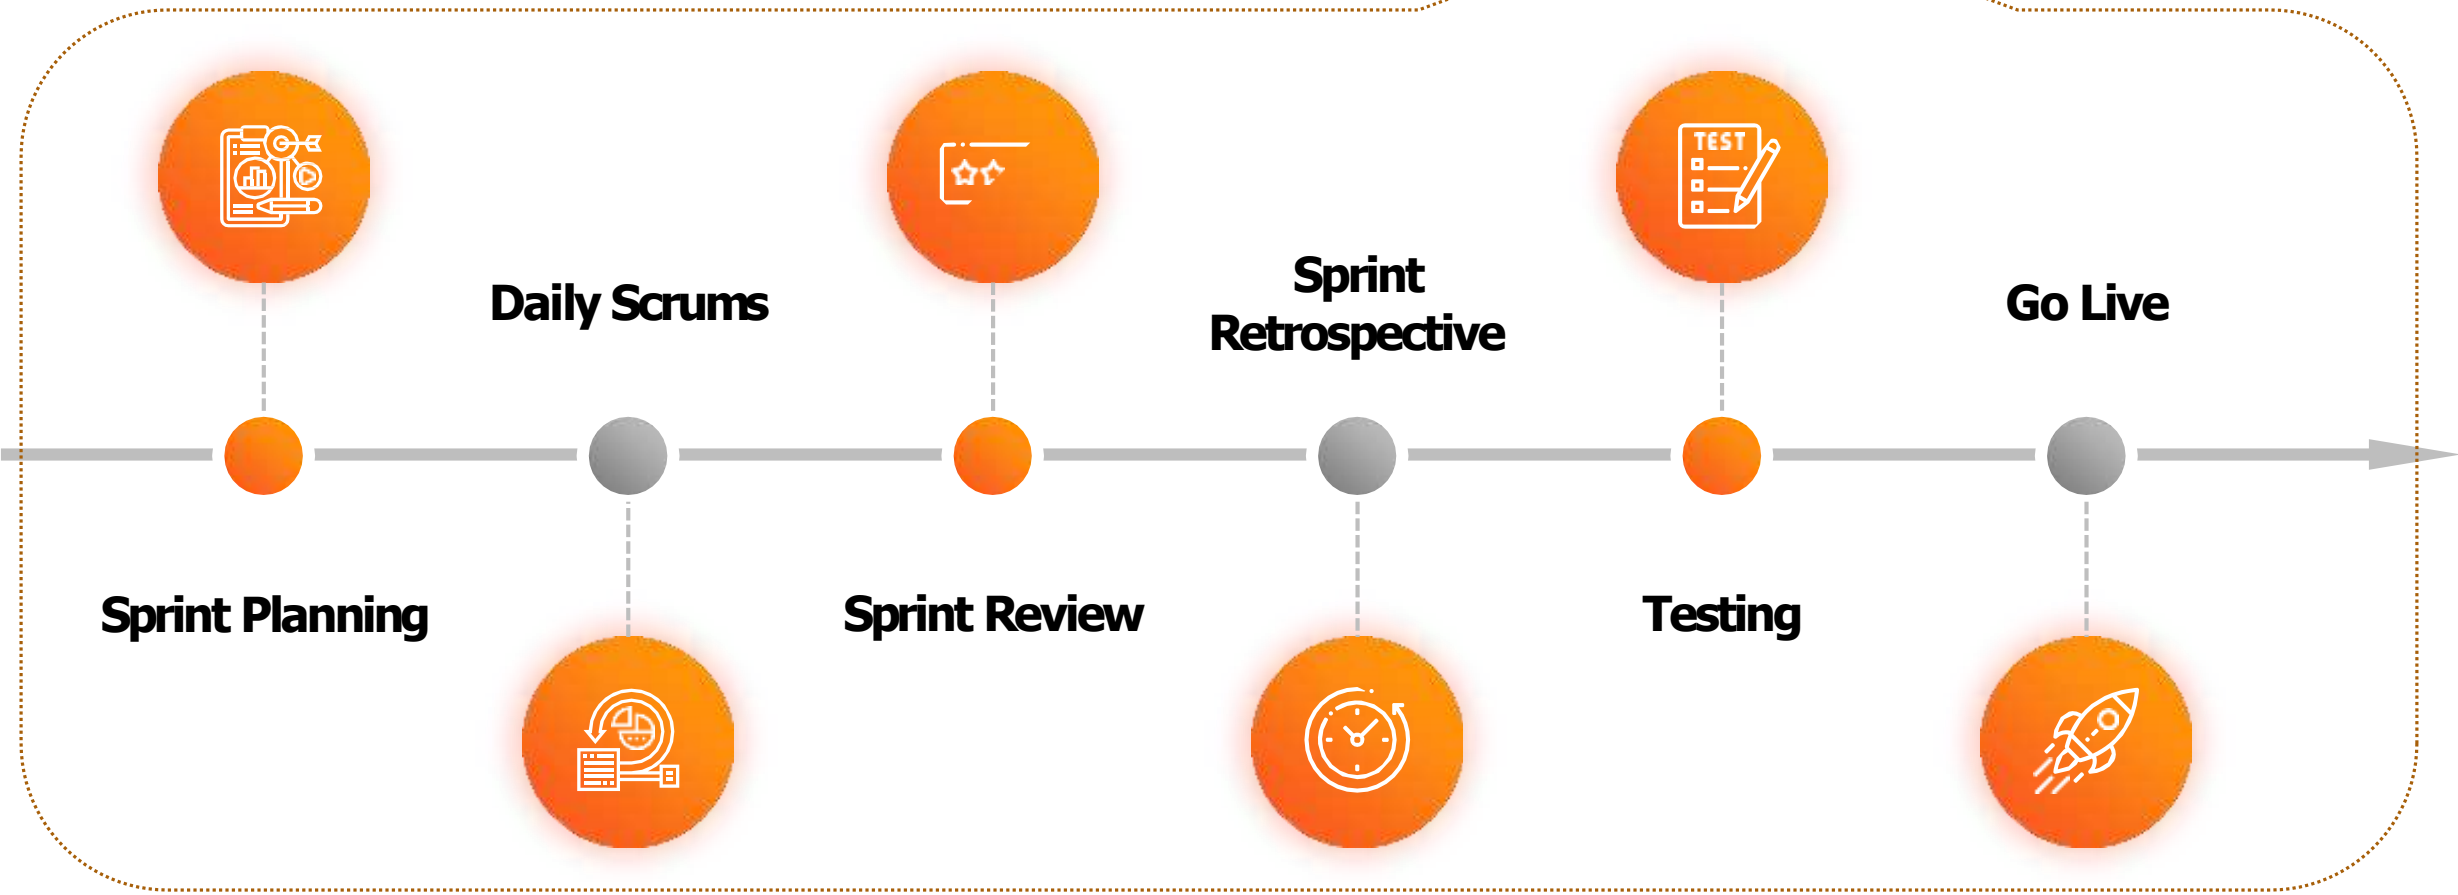 TEST
Daily Scrums
Sprint
Retrospective
Go Live
Sprint Planning
Sprint Review
Testing